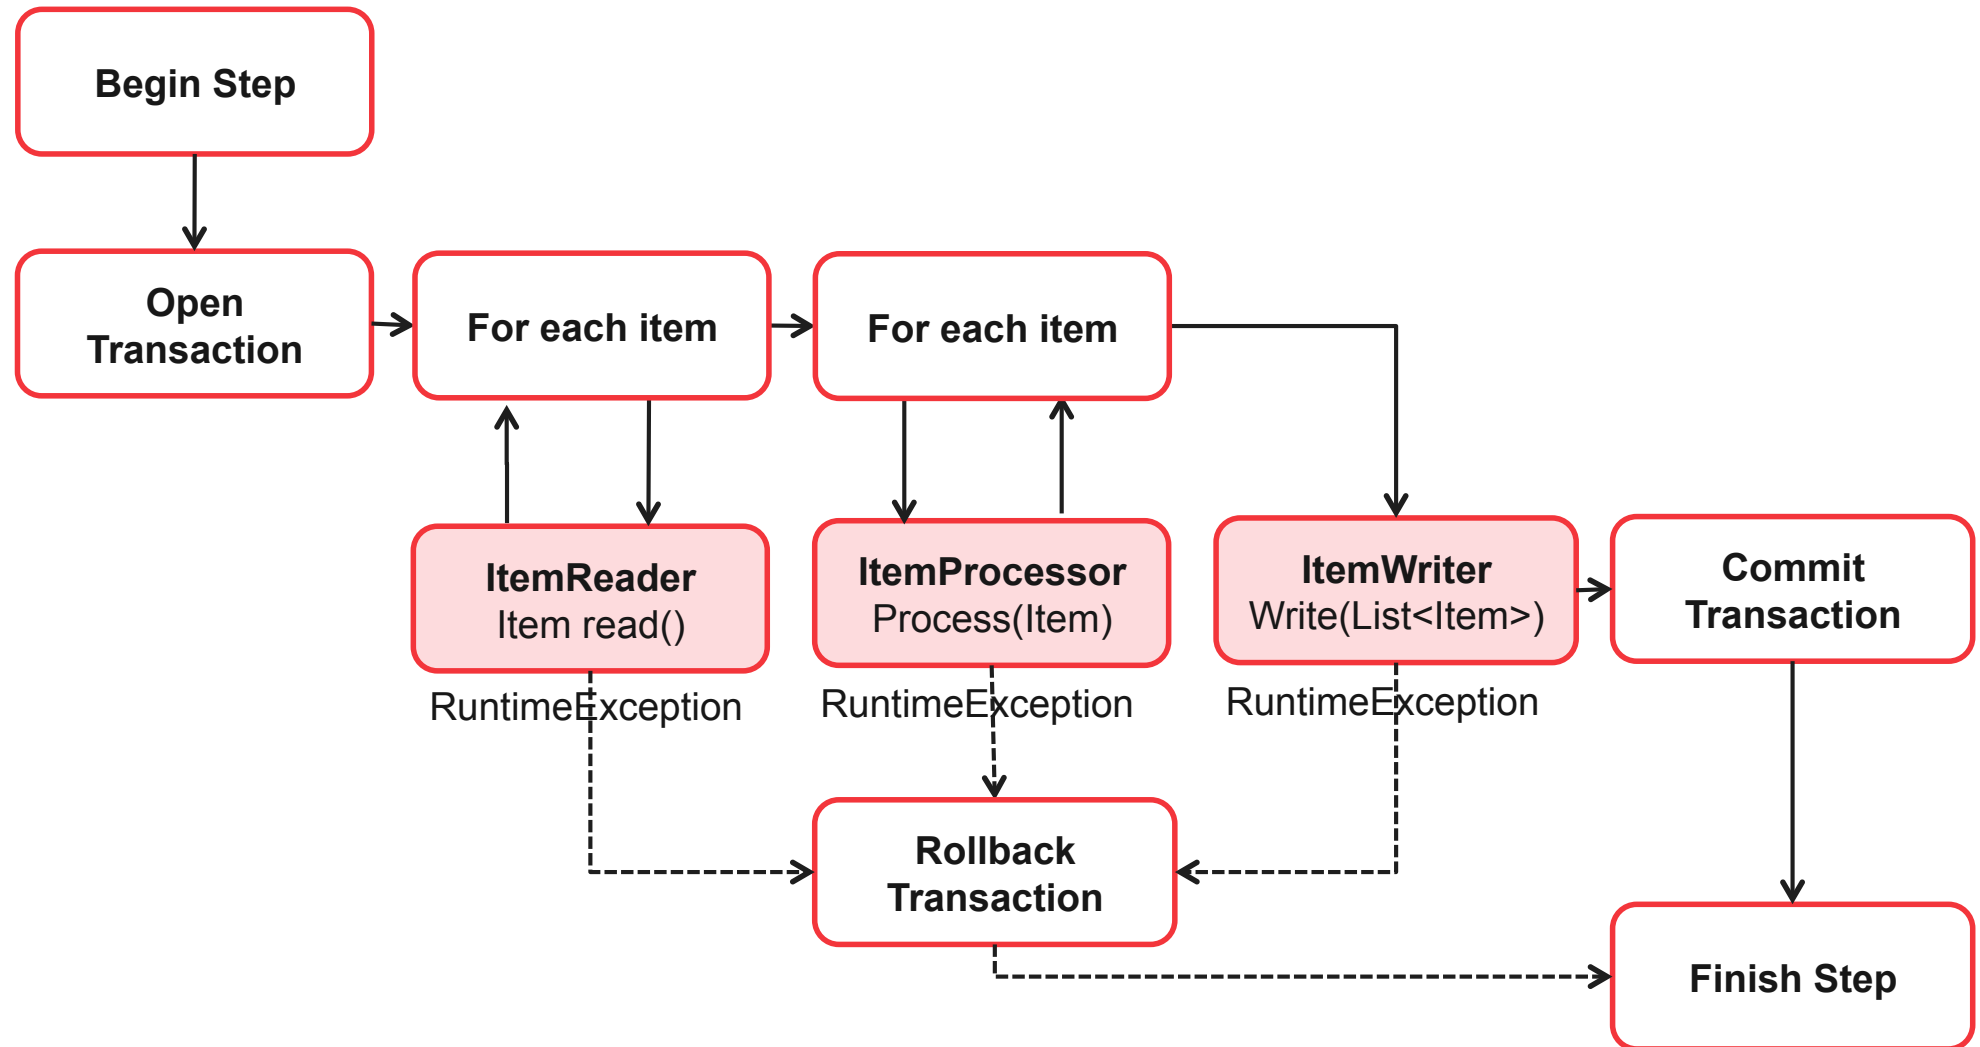 Begin Step
Open
Transaction
For each item
For each item
ItemReader
Item read()
ItemProcessor
Process(Item)
ItemWriter
Write(List<Item>)
Commit
Transaction
RuntimeException
RuntimeException
RuntimeException
Rollback
Transaction
Finish Step